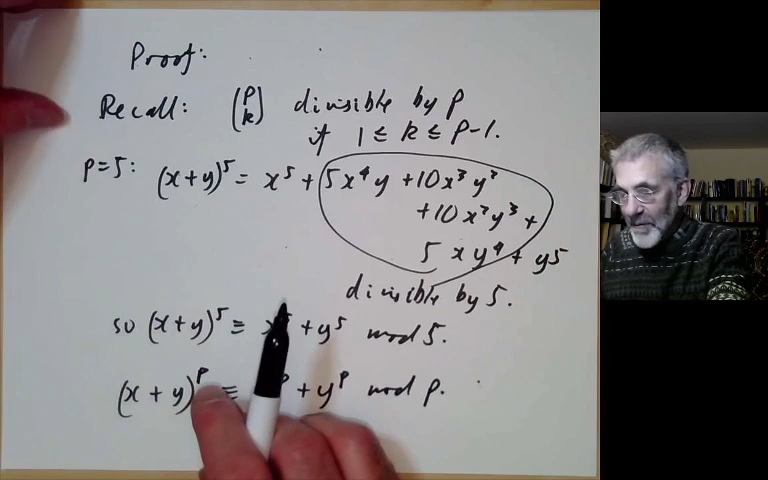 Proof:
Recall: (p k) divisible by p
if 1 ≤ k ≤ p-1.
p=5: (x+y)⁵ = x⁵ + 5x⁴y + 10x³y²
+ 10x²y³ +
5xy⁴ + y5
divisible by 5.
so (x+y)⁵ ≡ x⁵ + y⁵ mod 5.
(x+y)ᵖ ≡ ᵖ + yᵖ mod p.